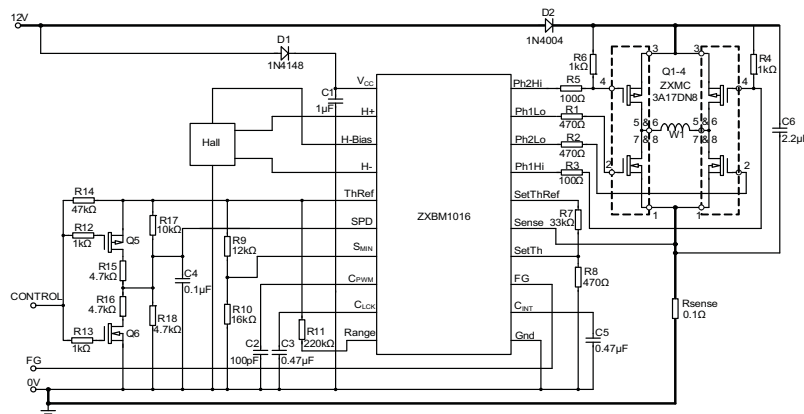 12V
D2
1N4004
D1
1N4148
R6
1kΩ
3
3
R4
1kΩ
Q1-4
ZXMC
3A17DN8
4
4
5
&
6
5
&
6
7
&
8
7
&
8
W1
2
2
1
1
C6
2.2µ
C1
1µF
VCC
H+
H-Bias
H-
ThRef
SPD
SMIN
CPWM
CLCK
Range
ZXBM1016
Ph2Hi
Ph1Lo
Ph2Lo
Ph1Hi
SetThRef
Sense
SetTh
FG
CINT
Gnd
R5
100Ω
R1
470Ω
R2
470Ω
R3
100Ω
R7
33kΩ
R8
470Ω
Rsense
0.1Ω
C5
0.47µF
Hall
R14
47kΩ
R12
1kΩ
Q5
R15
4.7kΩ
R16
4.7kΩ
CONTROL
R13
1kΩ
Q6
R17
10kΩ
R18
4.7kΩ
C4
0.1µF
R9
12kΩ
R10
16kΩ
R11
220kΩ
C2
100pF
C3
0.47µF
FG
0V